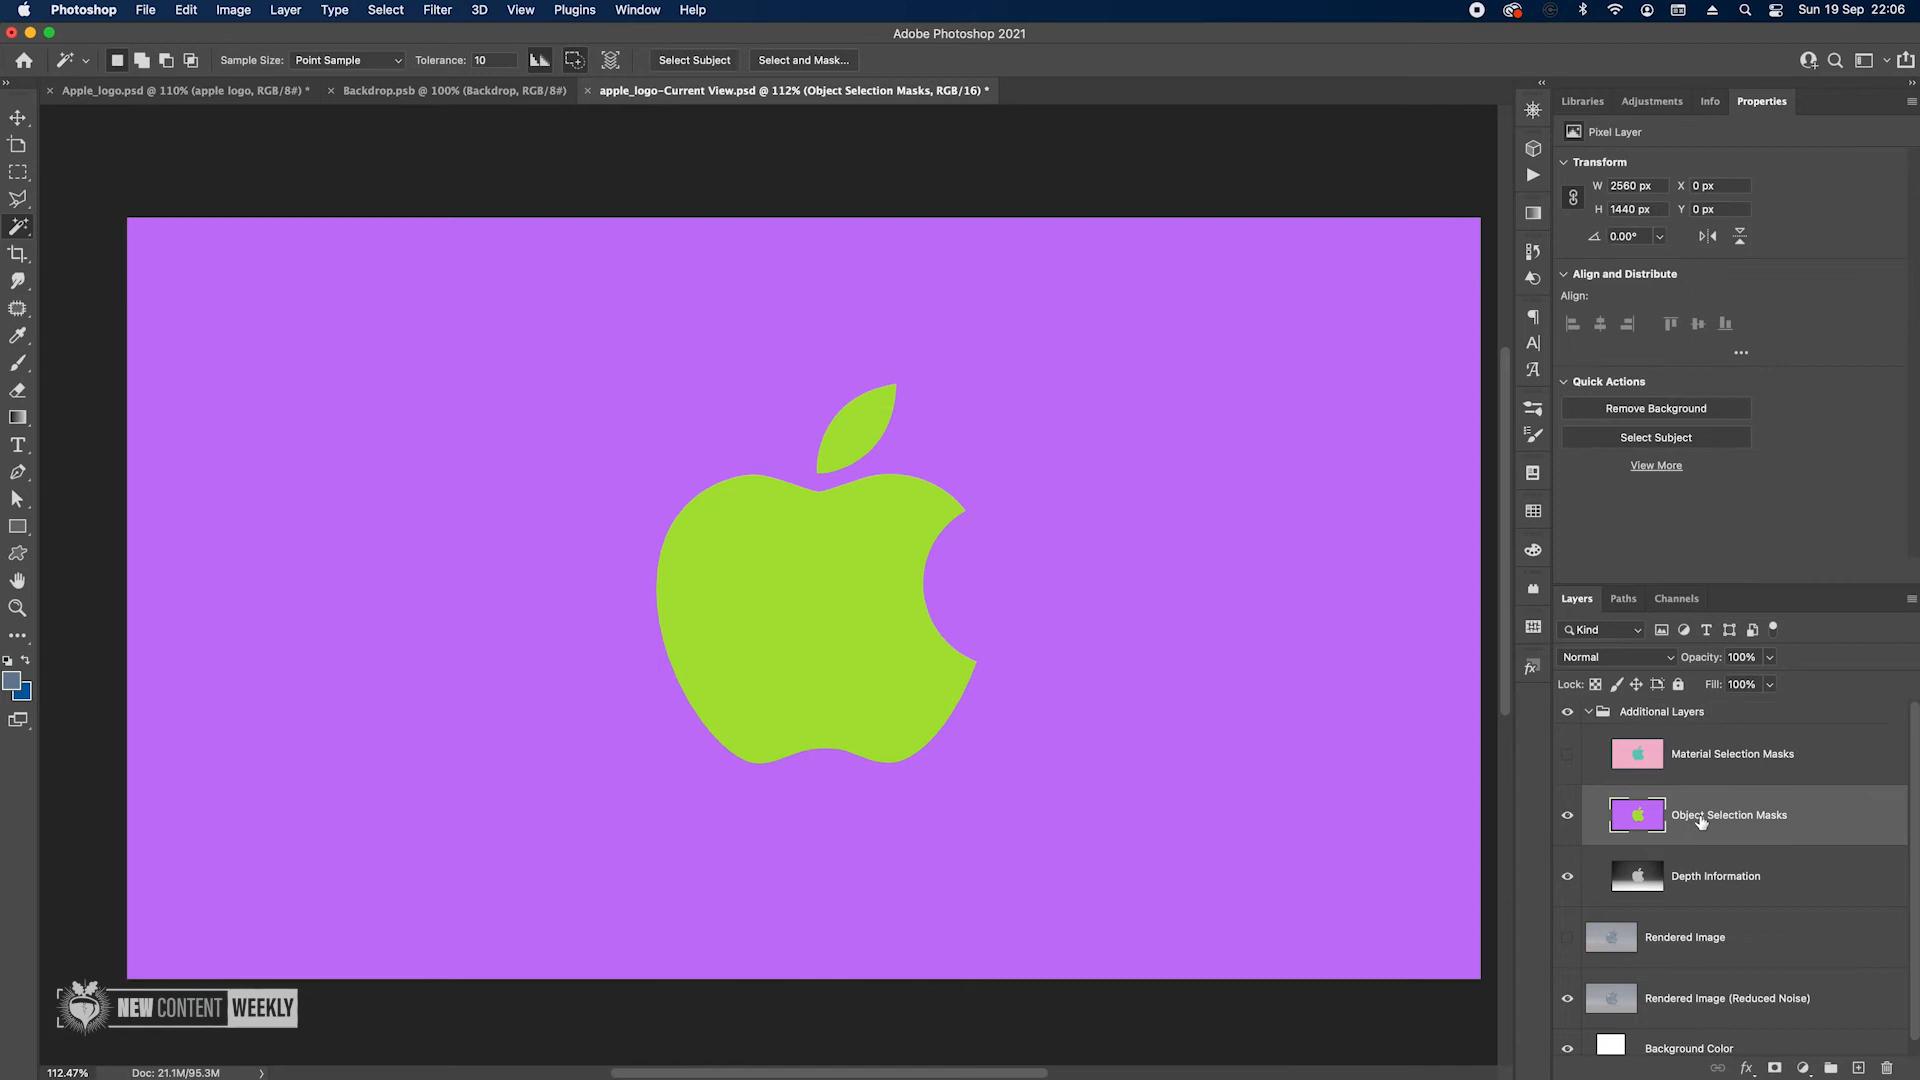 Photoshop File Edit Image Layer Type Select Filter 3D View Plugins Window Help Sun 19 Sep 22:06
Adobe Photoshop 2021
Sample Size: Point Sample Tolerance: 10 Select Subject Select and Mask...
Apple_logo.psd @ 110% (apple logo, RGB/8#) * Backdrop.psb @ 100% (Backdrop, RGB/8#) apple_logo-Current View.psd @ 112% (Object Selection Masks, RGB/16) *
Libraries Adjustments Info Properties
Pixel Layer
Transform
W 2560 px X 0 px
H 1440 px Y 0 px
0.00°
Align and Distribute
Align:
Quick Actions
Remove Background
Select Subject
View More
Layers Paths Channels
Kind
Normal Opacity: 100%
Lock: Fill: 100%
Additional Layers
Material Selection Masks
Object Selection Masks
Depth Information
Rendered Image
Rendered Image (Reduced Noise)
Background Color
NEW CONTENT WEEKLY
112.47% Doc: 21.1M/95.3M